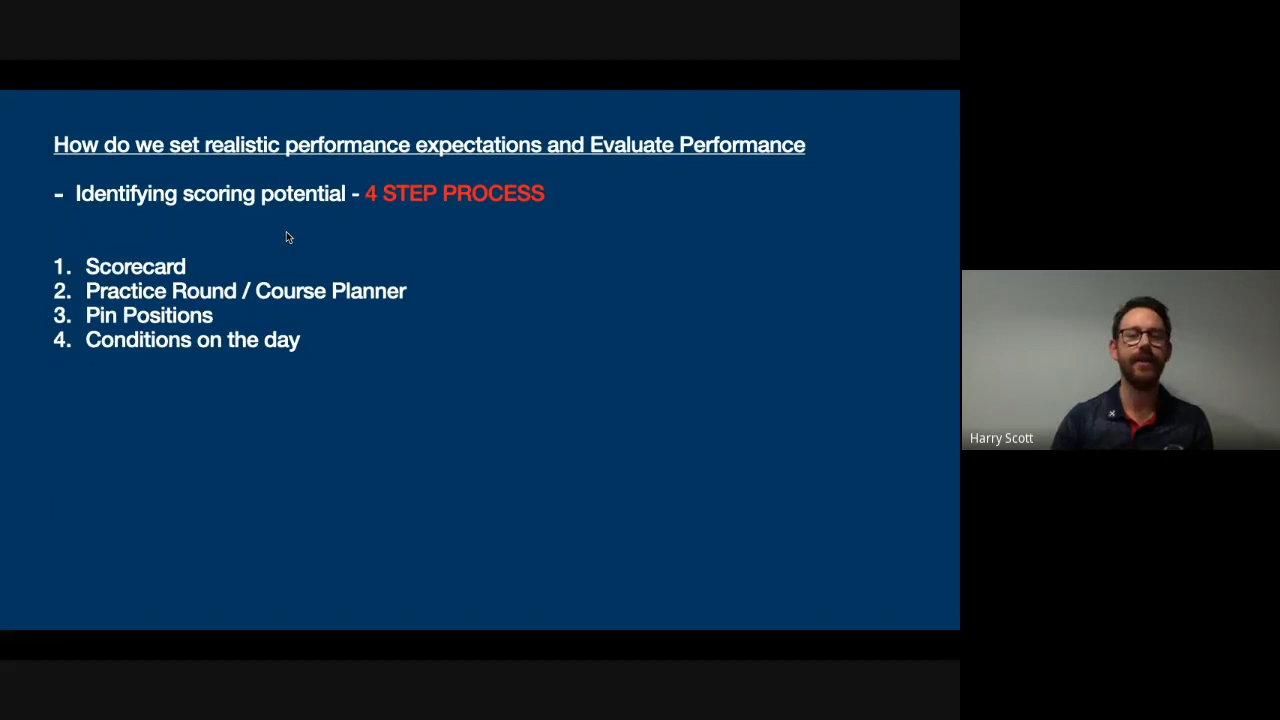 How do we set realistic performance expectations and Evaluate Performance
- Identifying scoring potential - 4 STEP PROCESS
1. Scorecard
2. Practice Round / Course Planner
3. Pin Positions
4. Conditions on the day
Harry Scott